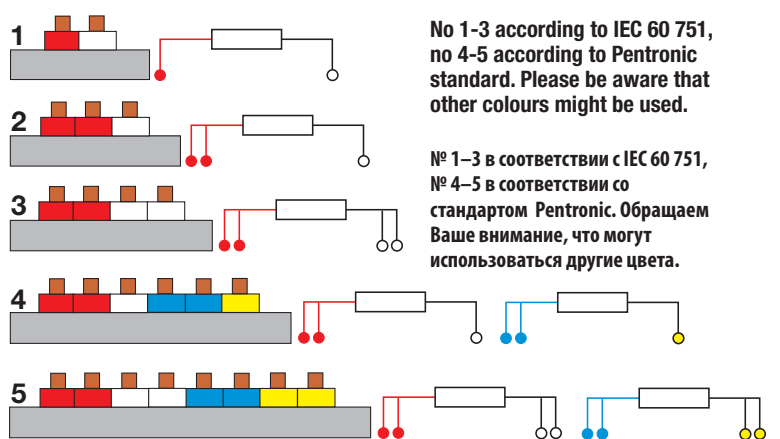 1
2
3
4
5
No 1-3 according to IEC 60 751,
no 4-5 according to Pentronic
standard. Please be aware that
other colours might be used.
№ 1–3 в соответствии с IEC 60 751,
№ 4–5 в соответствии со
стандартом Pentronic. Обращаем
Ваше внимание, что могут
использоваться другие цвета.